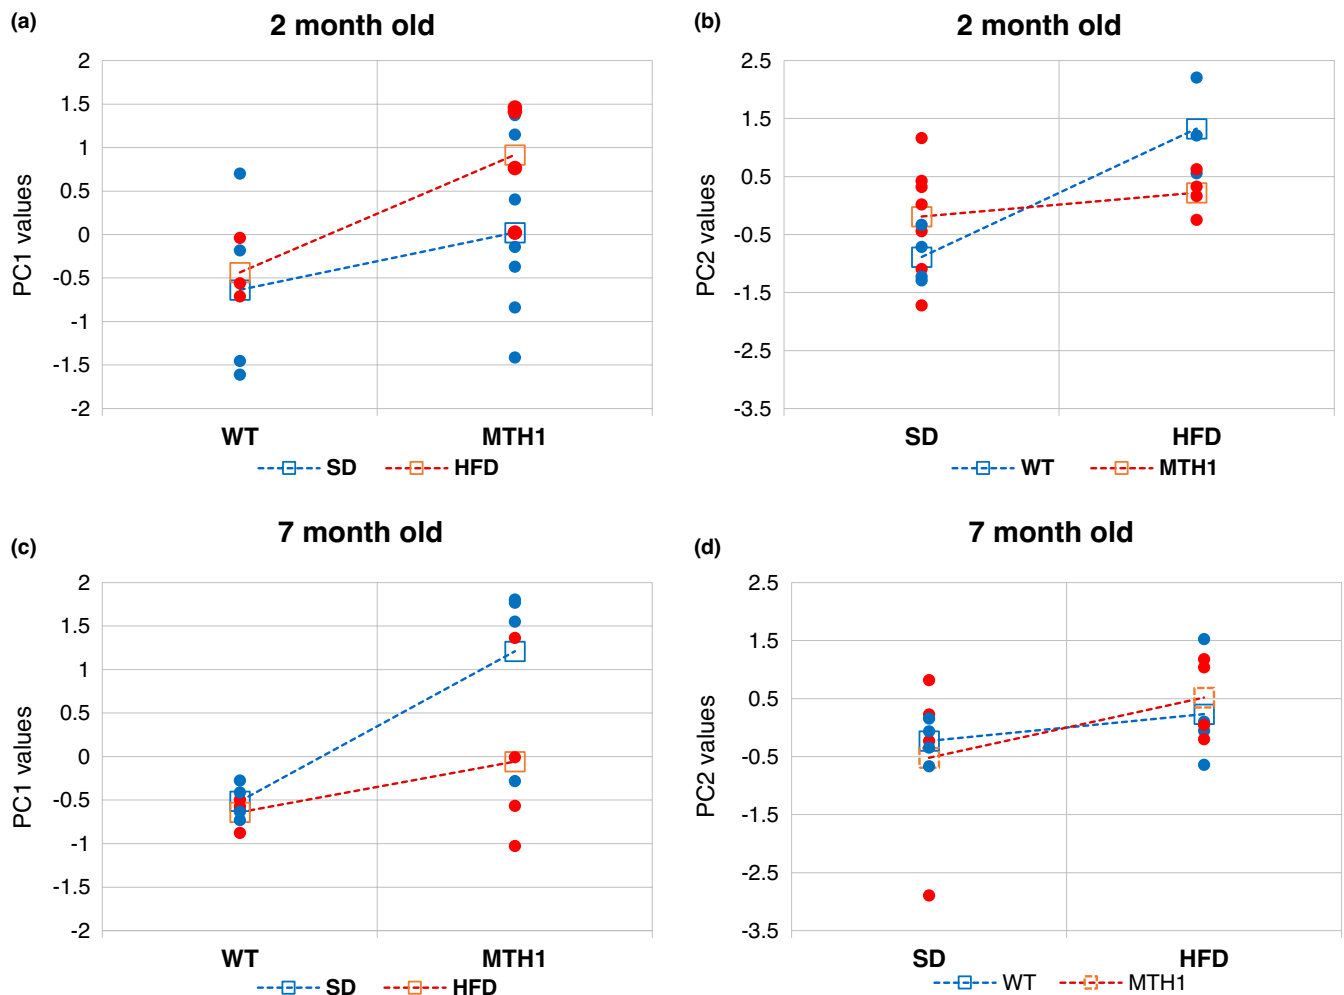 (a)
2 month old
2
1.5
1
0.5
0
-0.5
-1
-1.5
-2
PC1 values
WT
MTH1
SD
HFD
(b)
2 month old
2.5
1.5
0.5
-0.5
-1.5
-2.5
-3.5
PC2 values
SD
HFD
WT
MTH1
(c)
7 month old
2
1.5
1
0.5
0
-0.5
-1
-1.5
-2
PC1 values
WT
MTH1
SD
HFD
(d)
7 month old
2.5
1.5
0.5
-0.5
-1.5
-2.5
-3.5
PC2 values
SD
HFD
WT
MTH1